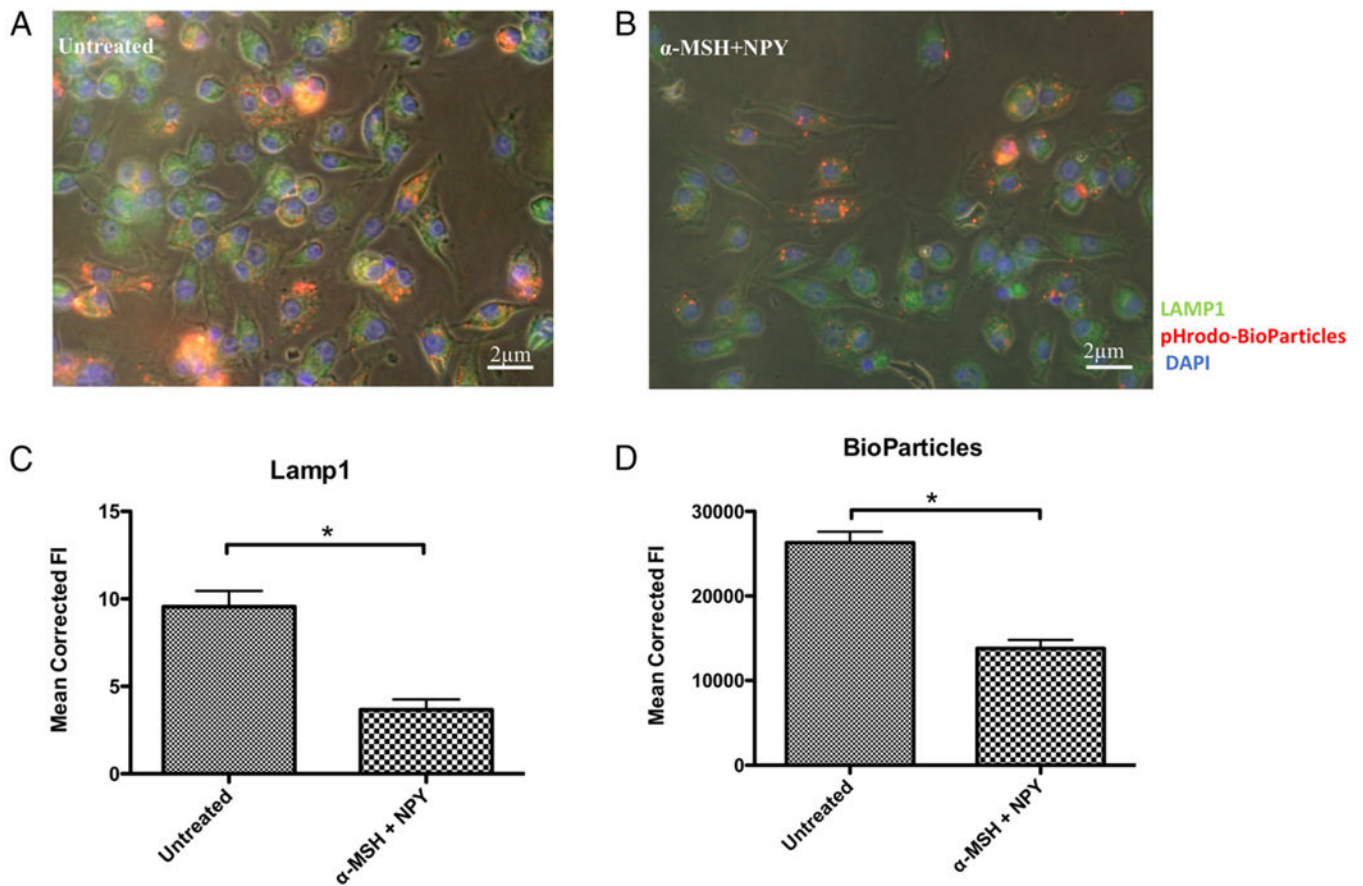 A
Untreated
2µm
B
α-MSH+NPY
2µm
LAMP1
pHrodo-BioParticles
DAPI
C
Lamp1
Mean Corrected FI
15
10
5
0
*
Untreated
α-MSH + NPY
D
BioParticles
Mean Corrected FI
30000
20000
10000
0
*
Untreated
α-MSH + NPY